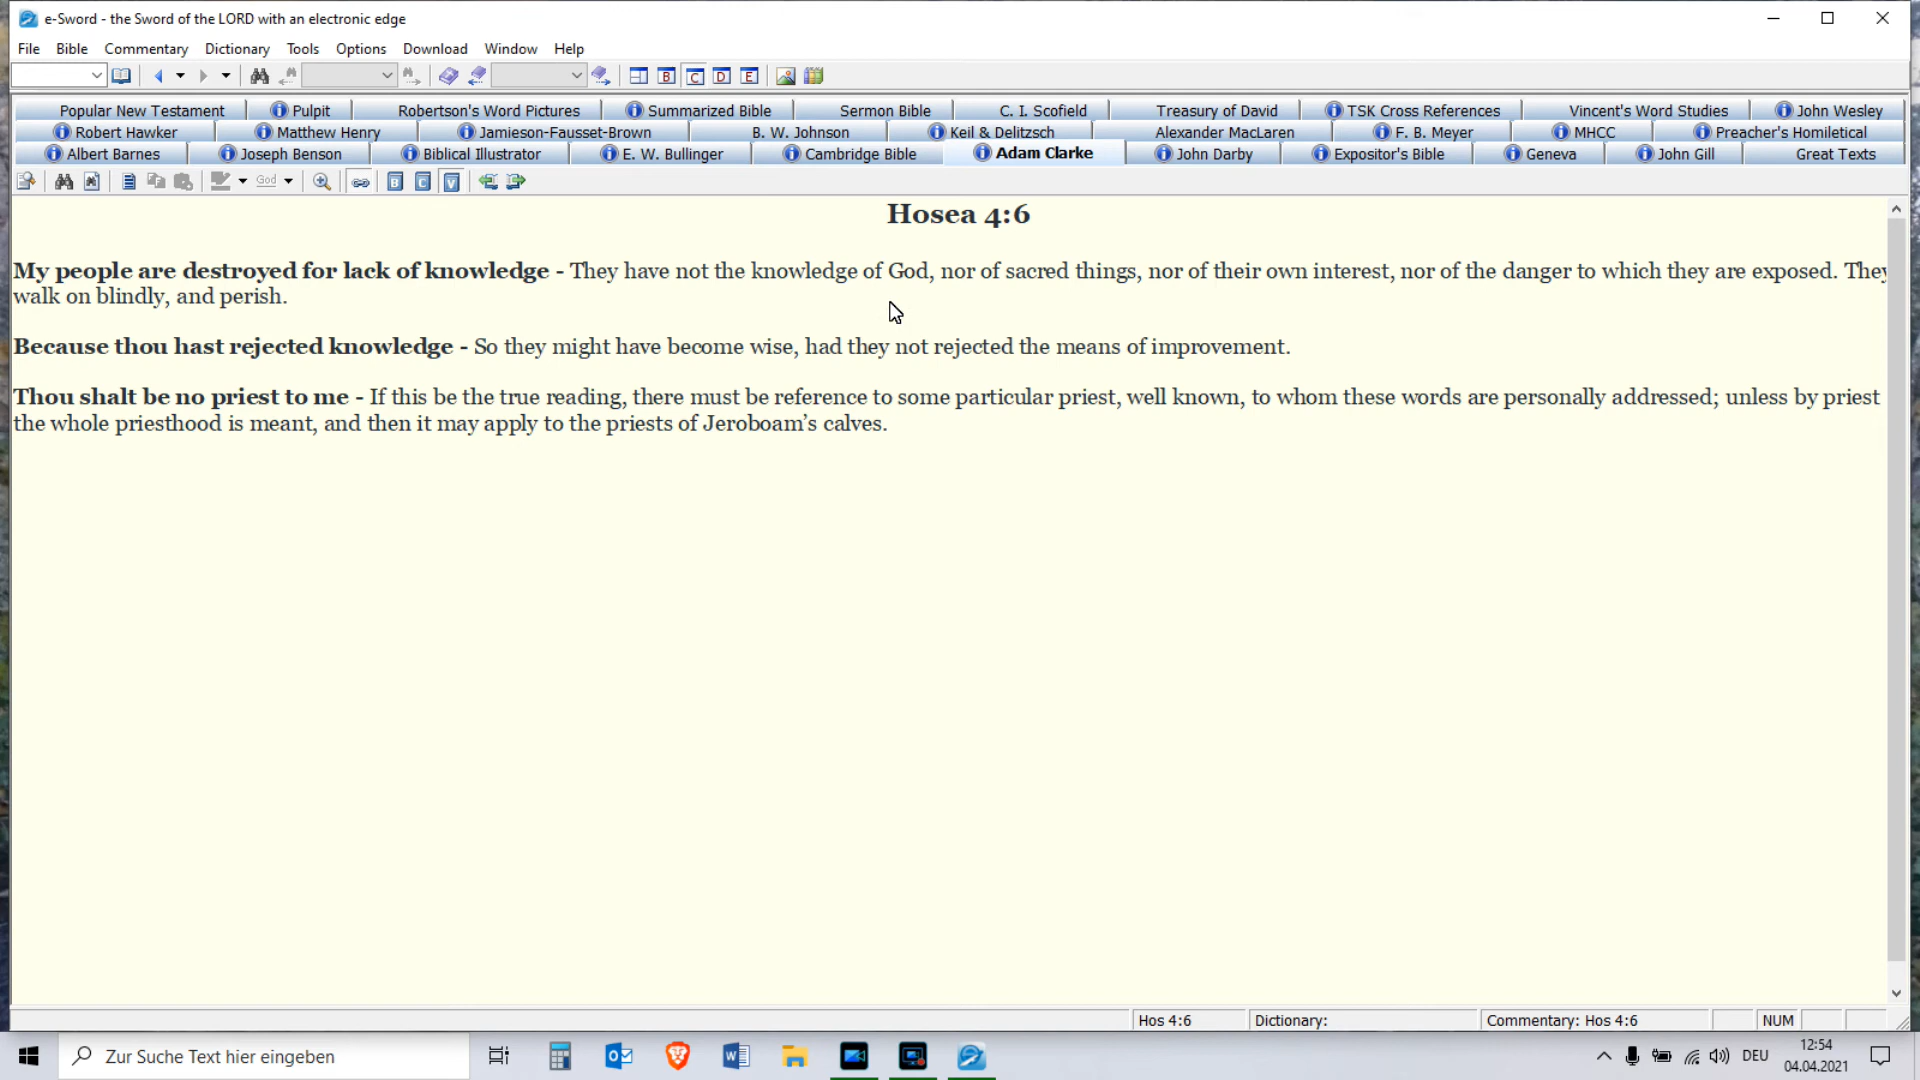 e-Sword - the Sword of the LORD with an electronic edge
File Bible Commentary Dictionary Tools Options Download Window Help
B C D E
Popular New Testament Pulpit Robertson's Word Pictures Summarized Bible Sermon Bible C. I. Scofield Treasury of David TSK Cross References Vincent's Word Studies John Wesley
Robert Hawker Matthew Henry Jamieson-Fausset-Brown B. W. Johnson Keil & Delitzsch Alexander MacLaren F. B. Meyer MHCC Preacher's Homiletical
Albert Barnes Joseph Benson Biblical Illustrator E. W. Bullinger Cambridge Bible Adam Clarke John Darby Expositor's Bible Geneva John Gill Great Texts
God B C V
Hosea 4:6
My people are destroyed for lack of knowledge - They have not the knowledge of God, nor of sacred things, nor of their own interest, nor of the danger to which they are exposed. They
walk on blindly, and perish.
Because thou hast rejected knowledge - So they might have become wise, had they not rejected the means of improvement.
Thou shalt be no priest to me - If this be the true reading, there must be reference to some particular priest, well known, to whom these words are personally addressed; unless by priest
the whole priesthood is meant, and then it may apply to the priests of Jeroboam’s calves.
Hos 4:6 Dictionary: Commentary: Hos 4:6 NUM
Zur Suche Text hier eingeben
DEU
12:54
04.04.2021